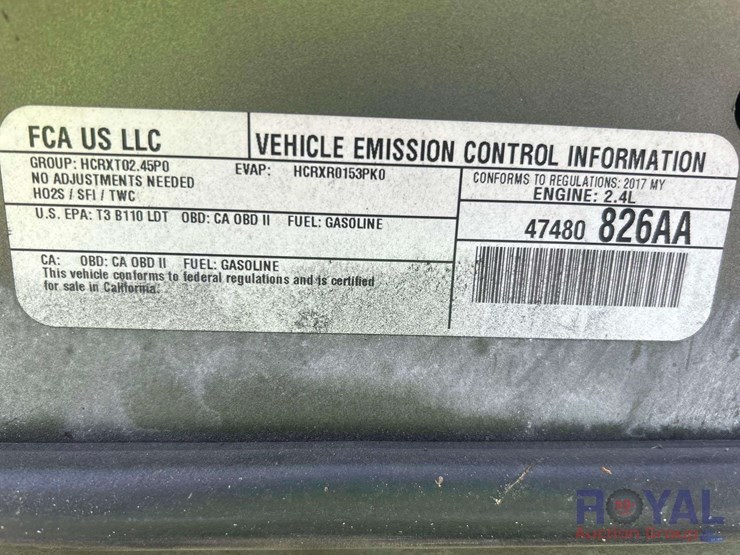 FCA US LLC
VEHICLE EMISSION CONTROL INFORMATION
GROUP: HCRXT02.45P0 EVAP: HCRXR0153PK0
NO ADJUSTMENTS NEEDED
HO2S / SFI / TWC
CONFORMS TO REGULATIONS: 2017 MY
ENGINE: 2.4L
U.S. EPA: T3 B110 LDT OBD: CA OBD II FUEL: GASOLINE
47480 826AA
CA: OBD: CA OBD II FUEL: GASOLINE
This vehicle conforms to federal regulations and is certified
for sale in California.
ROYAL